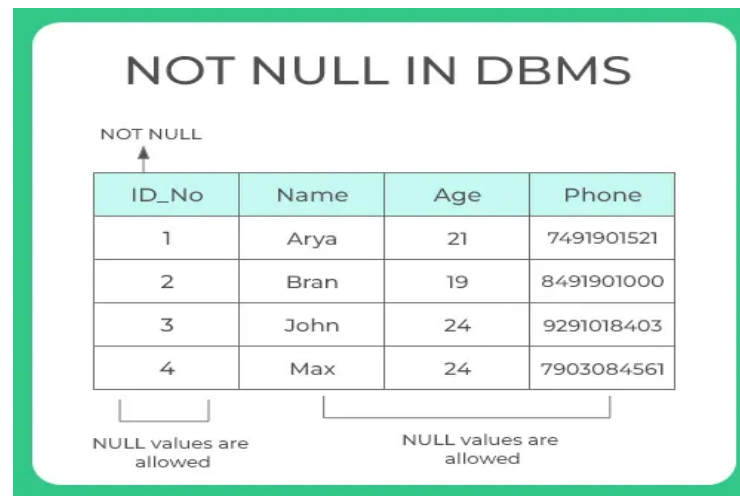 NOT NULL IN DBMS
NOT NULL
ID_No Name Age Phone
1 Arya 21 7491901521
2 Bran 19 8491901000
3 John 24 9291018403
4 Max 24 7903084561
NULL values are
allowed
NULL values are
allowed